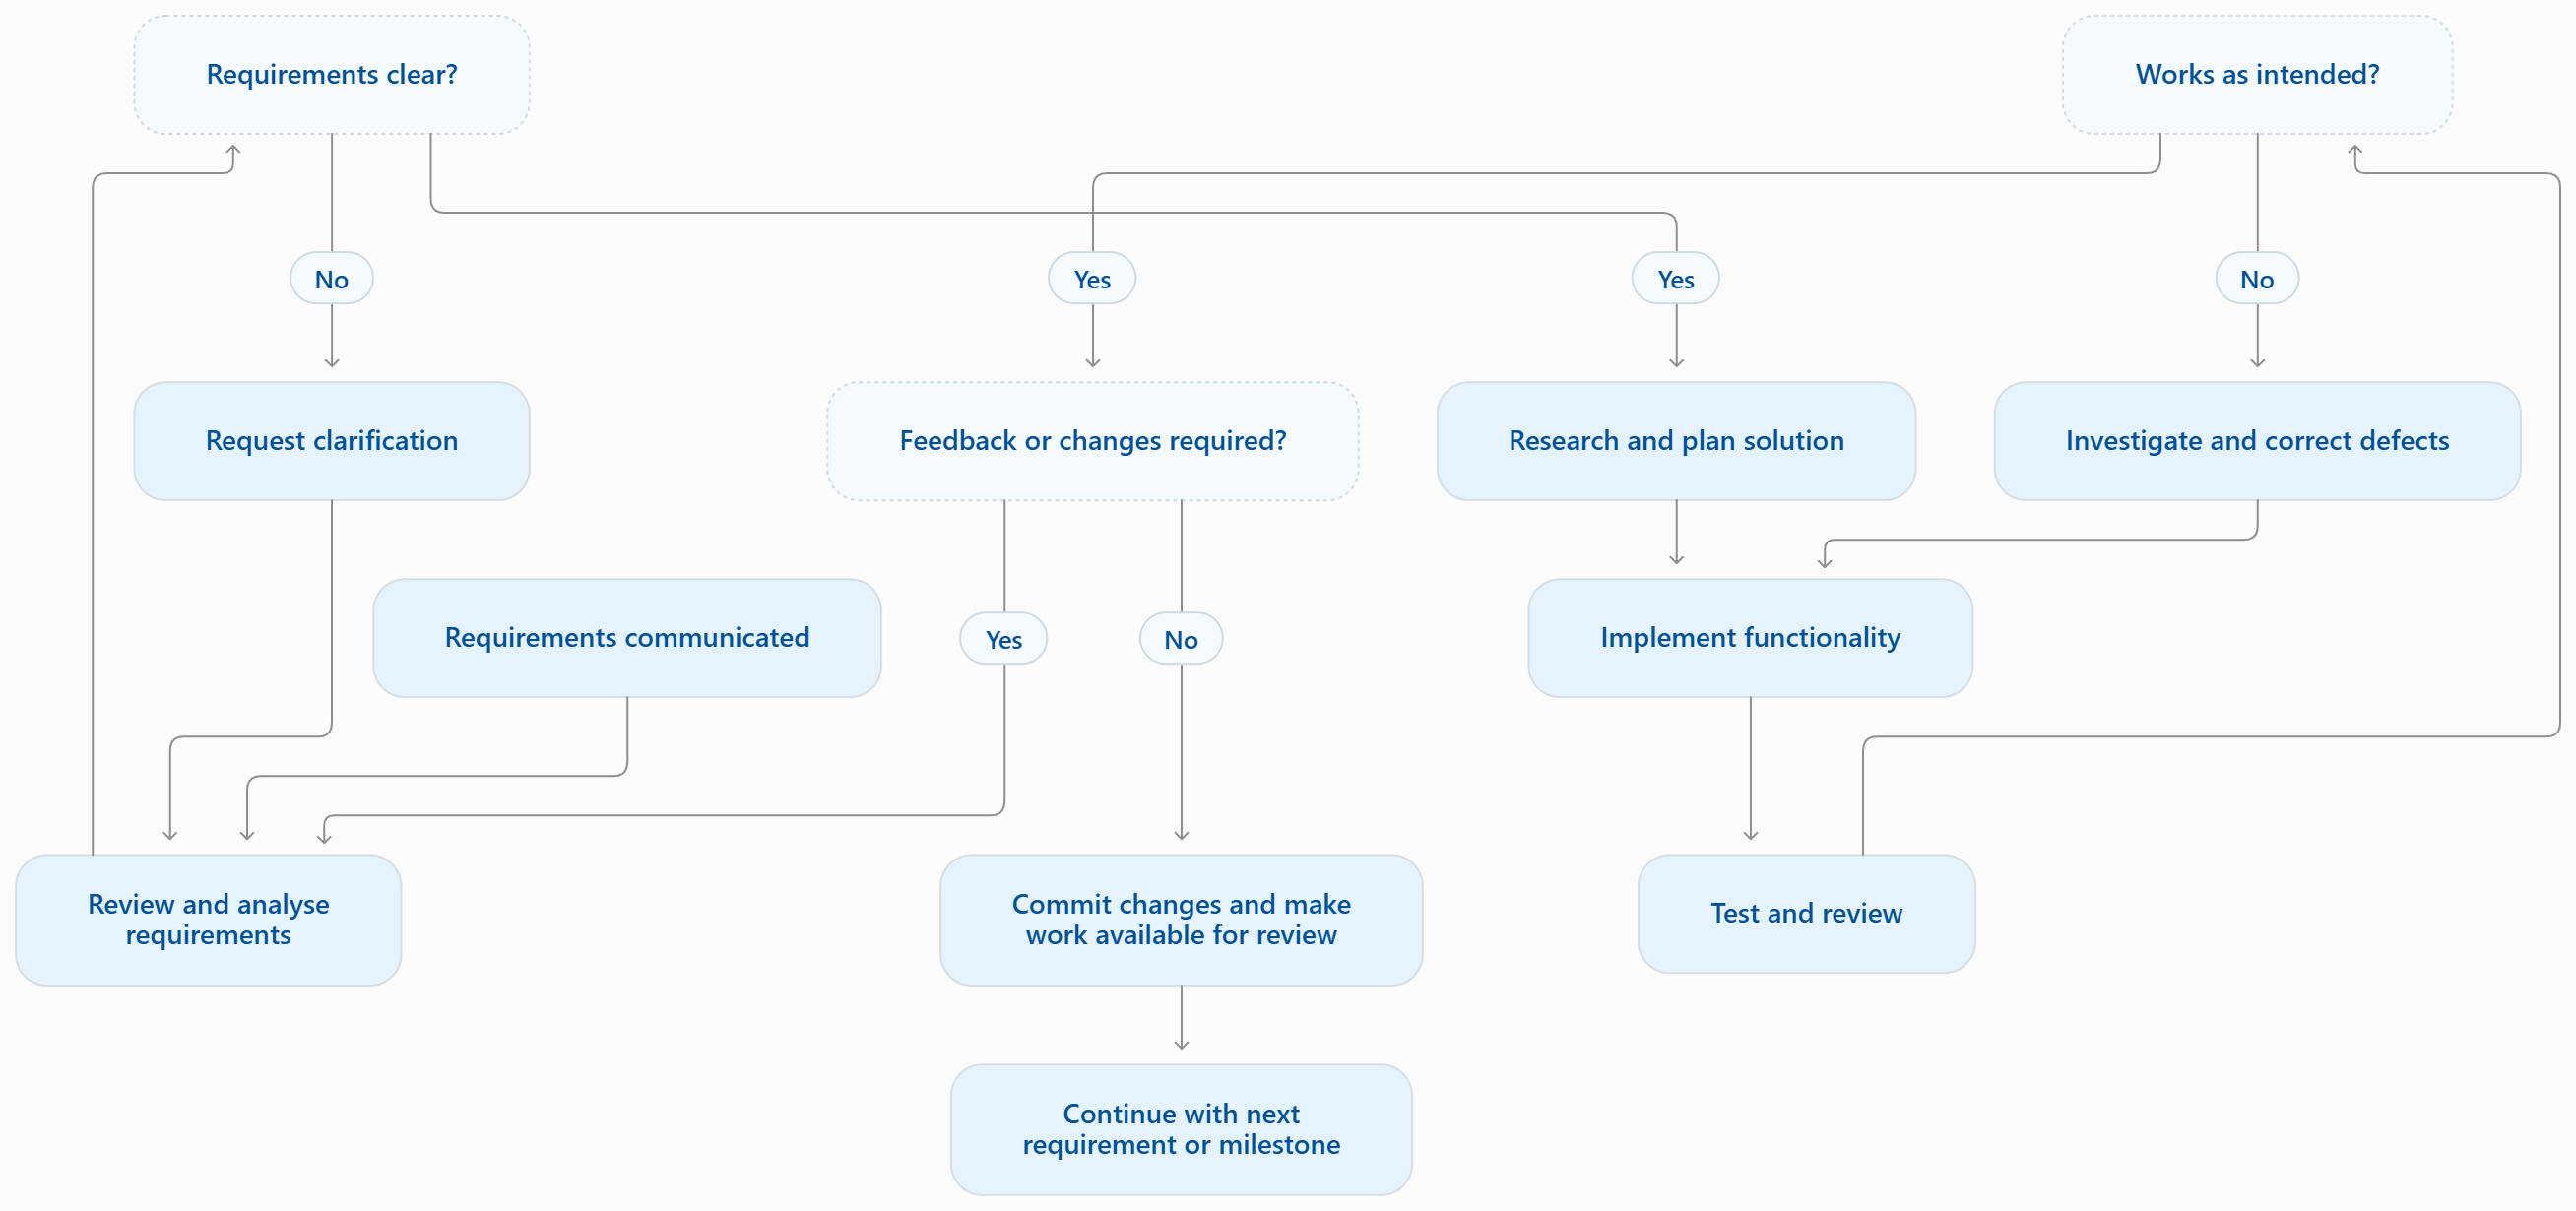 Requirements clear?
Works as intended?
No
Yes
Yes
No
Request clarification
Feedback or changes required?
Research and plan solution
Investigate and correct defects
Requirements communicated
Yes
No
Implement functionality
Review and analyse
requirements
Commit changes and make
work available for review
Test and review
Continue with next
requirement or milestone